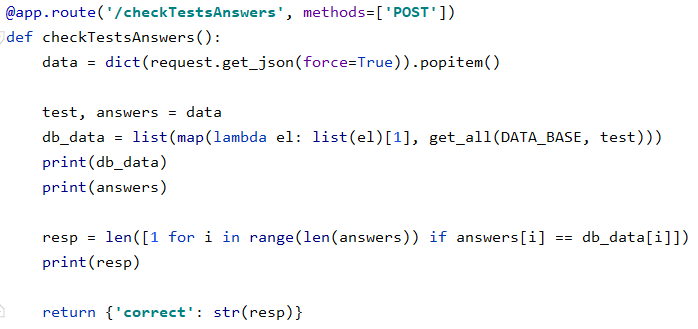 @app.route('/checkTestsAnswers', methods=['POST'])
def checkTestsAnswers():
    data = dict(request.get_json(force=True)).popitem()

    test, answers = data
    db_data = list(map(lambda el: list(el)[1], get_all(DATA_BASE, test)))
    print(db_data)
    print(answers)

    resp = len([1 for i in range(len(answers)) if answers[i] == db_data[i]])
    print(resp)

    return {'correct': str(resp)}